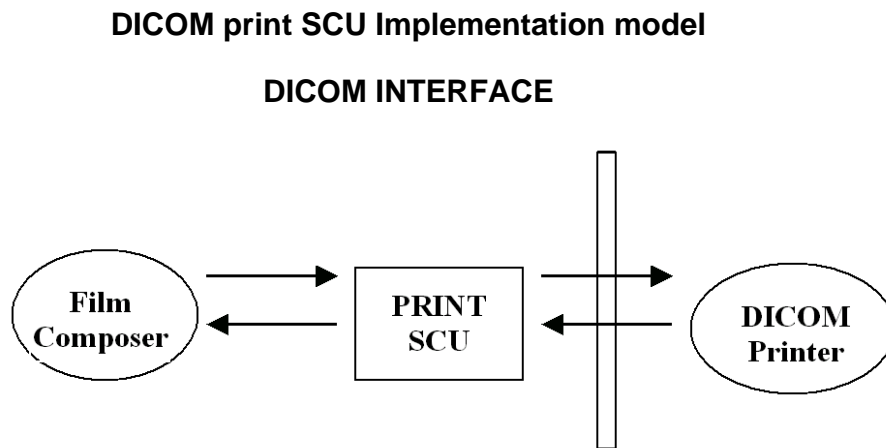 DICOM print SCU Implementation model
DICOM INTERFACE
Film
Composer
PRINT
SCU
DICOM
Printer